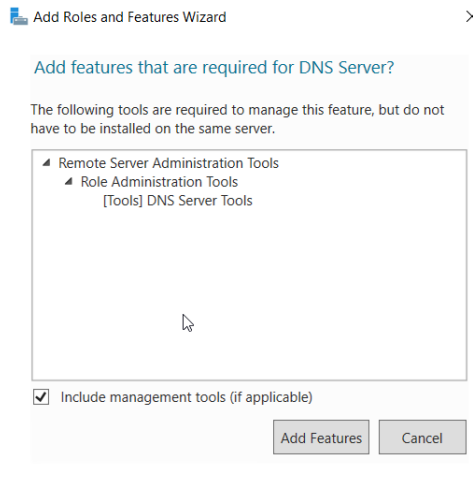 Add Roles and Features Wizard
Add features that are required for DNS Server?
The following tools are required to manage this feature, but do not
have to be installed on the same server.
Remote Server Administration Tools
Role Administration Tools
[Tools] DNS Server Tools
Include management tools (if applicable)
Add Features
Cancel